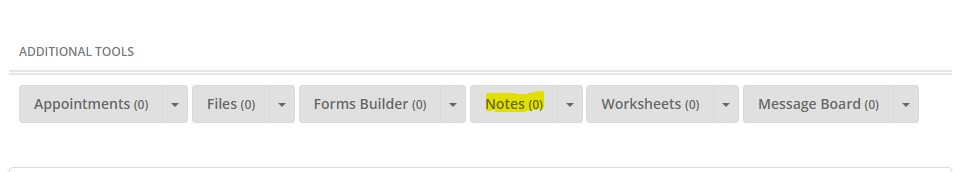 ADDITIONAL TOOLS
Appointments (0) Files (0) Forms Builder (0) Notes (0) Worksheets (0) Message Board (0)